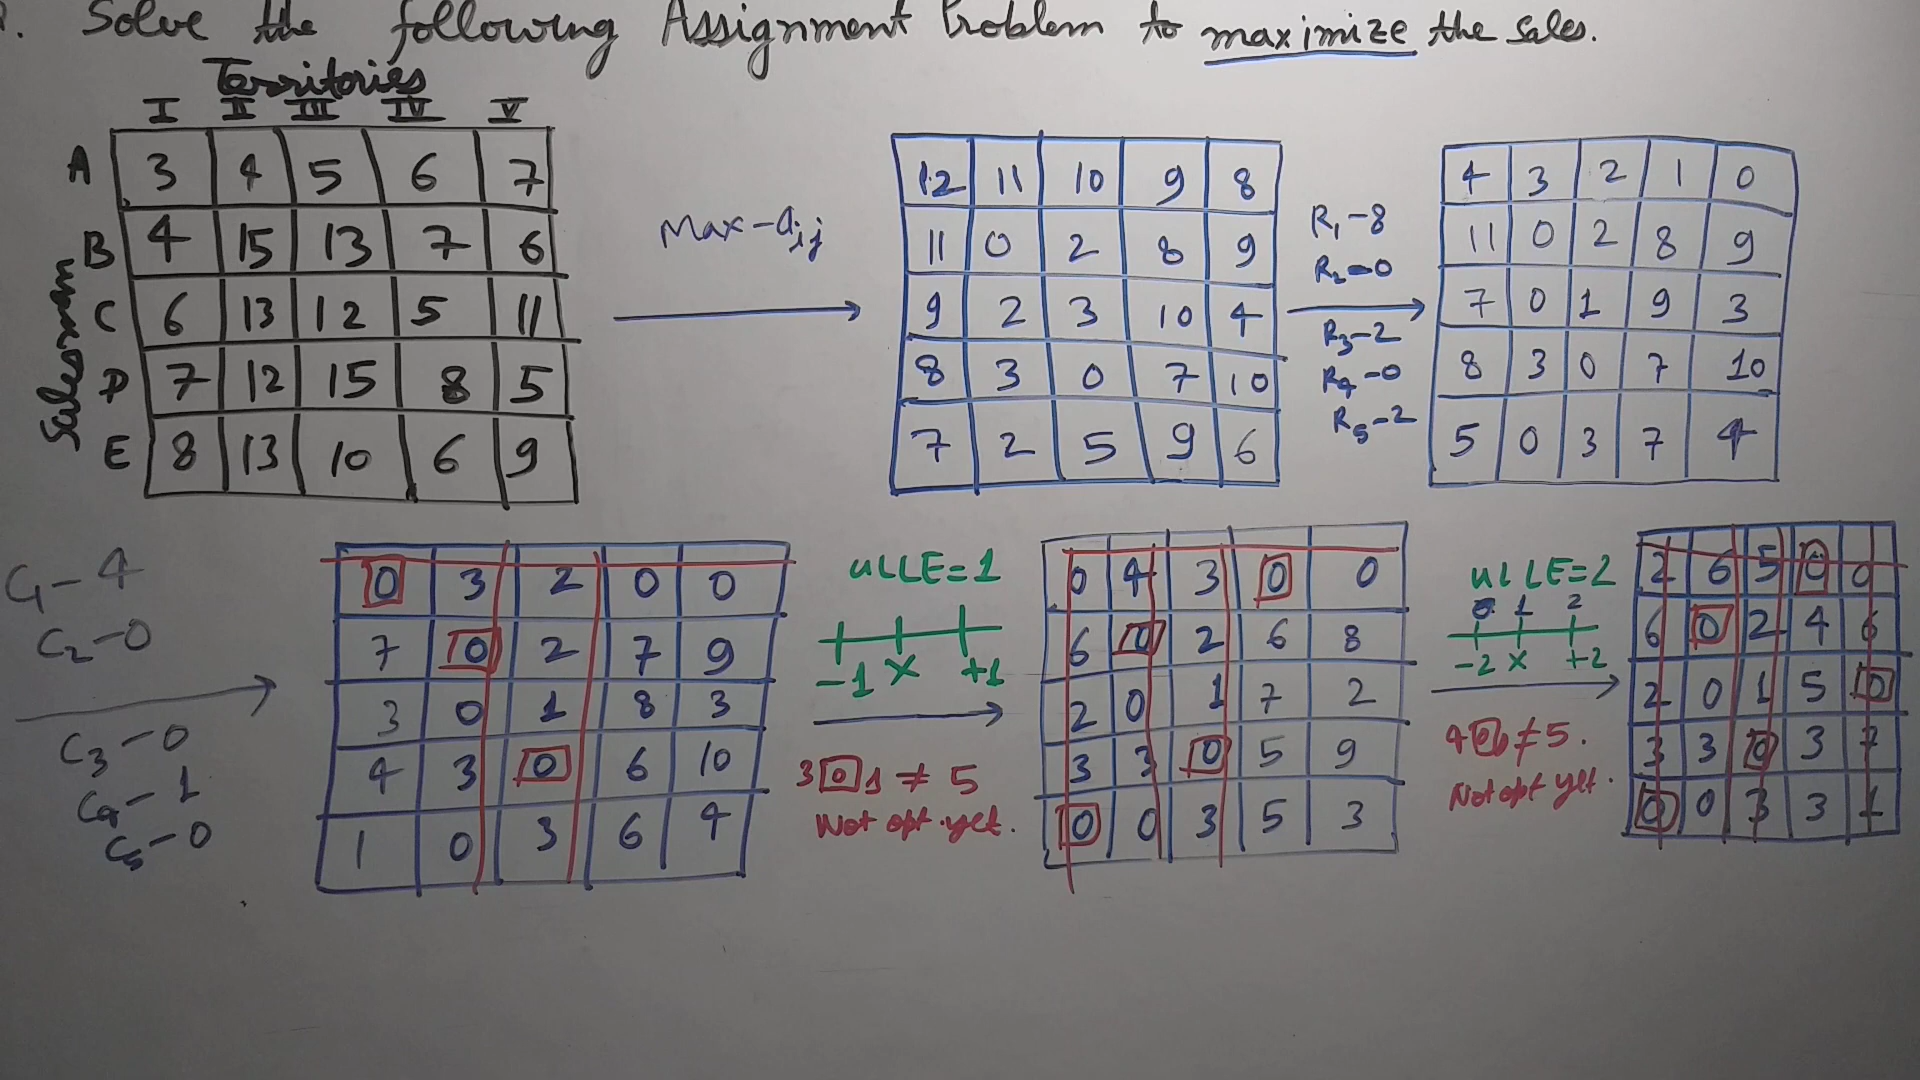 . Solve the following Assignment Problem to maximize the sales.
Territories
I II III IV V
Salesman
A 3 4 5 6 7
B 4 15 13 7 6
C 6 13 12 5 11
D 7 12 15 8 5
E 8 13 10 6 9
Max-aij
12 11 10 9 8
11 0 2 8 9
9 2 3 10 4
8 3 0 7 10
7 2 5 9 6
R1-8
R2-0
R3-2
R4-0
R5-2
4 3 2 1 0
11 0 2 8 9
7 0 1 9 3
8 3 0 7 10
5 0 3 7 4
C1-4
C2-0
C3-0
C4-1
C5-0
0 3 2 0 0
7 0 2 7 9
3 0 1 8 3
4 3 0 6 10
1 0 3 6 4
ULLE=1
-1 X +1
3 0 1 ≠ 5
Not opt yet.
0 4 3 0 0
6 0 2 6 8
2 0 1 7 2
3 3 0 5 9
0 0 3 5 3
ULLE=2
0 1 2
-2 X +2
≠5.
Not opt yet.
2 6 5 0 0
6 0 2 4 6
2 0 1 5 0
3 3 0 3 7
0 0 3 3 1